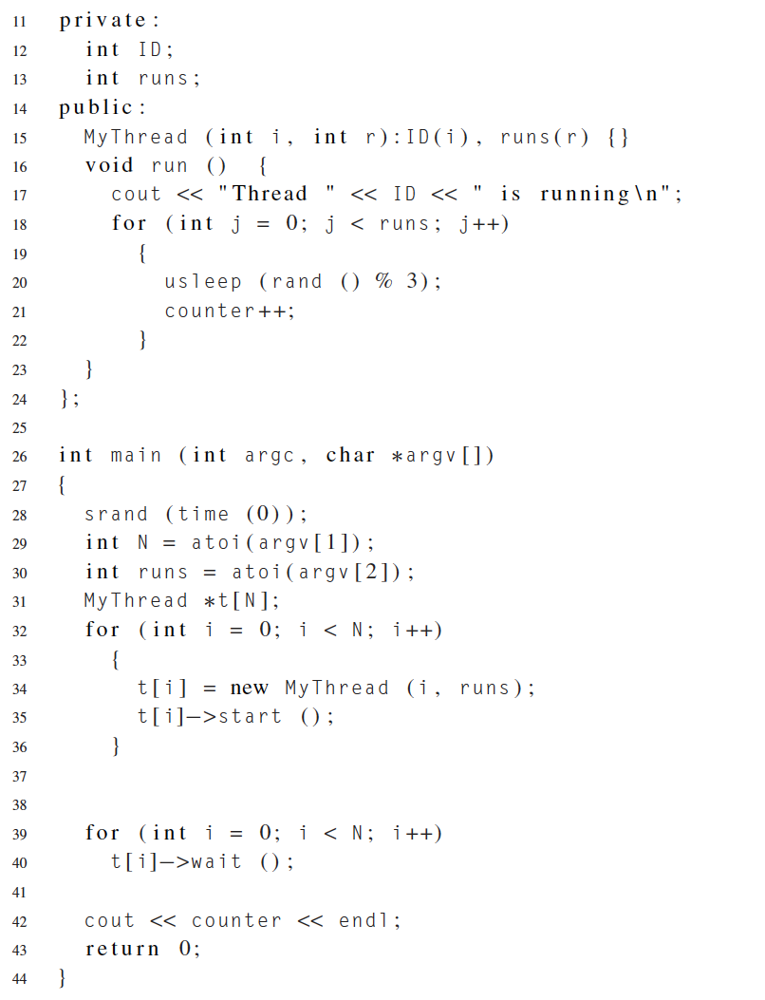 11 private:
12 int ID;
13 int runs;
14 public:
15 MyThread (int i, int r):ID(i), runs(r) {}
16 void run () {
17 cout << "Thread " << ID << " is running\n";
18 for (int j = 0; j < runs; j++)
19 {
20 usleep (rand () % 3);
21 counter++;
22 }
23 }
24 };
25
26 int main (int argc, char *argv[])
27 {
28 srand (time (0));
29 int N = atoi(argv[1]);
30 int runs = atoi(argv[2]);
31 MyThread *t[N];
32 for (int i = 0; i < N; i++)
33 {
34 t[i] = new MyThread (i, runs);
35 t[i]->start ();
36 }
37
38
39 for (int i = 0; i < N; i++)
40 t[i]->wait ();
41
42 cout << counter << endl;
43 return 0;
44 }